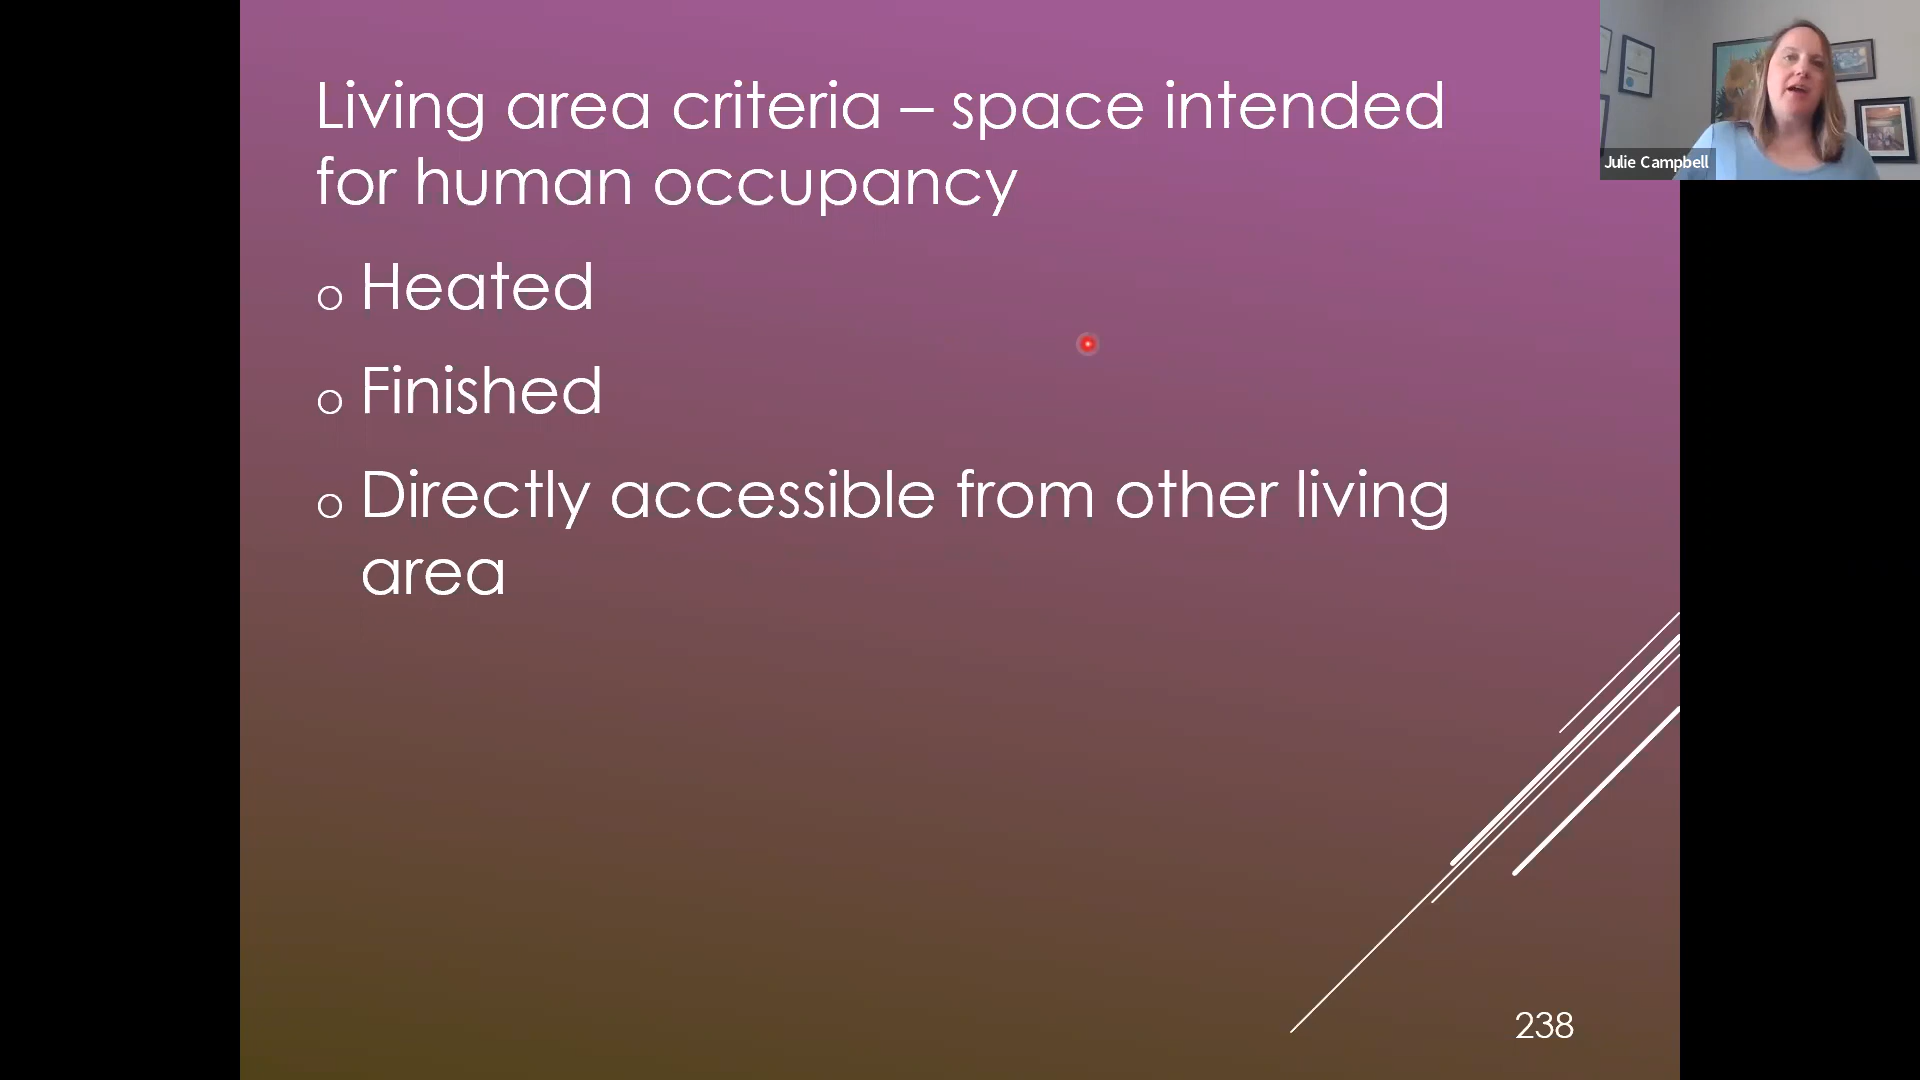 Living area criteria – space intended
for human occupancy
o Heated
o Finished
o Directly accessible from other living
area
238
Julie Campbell